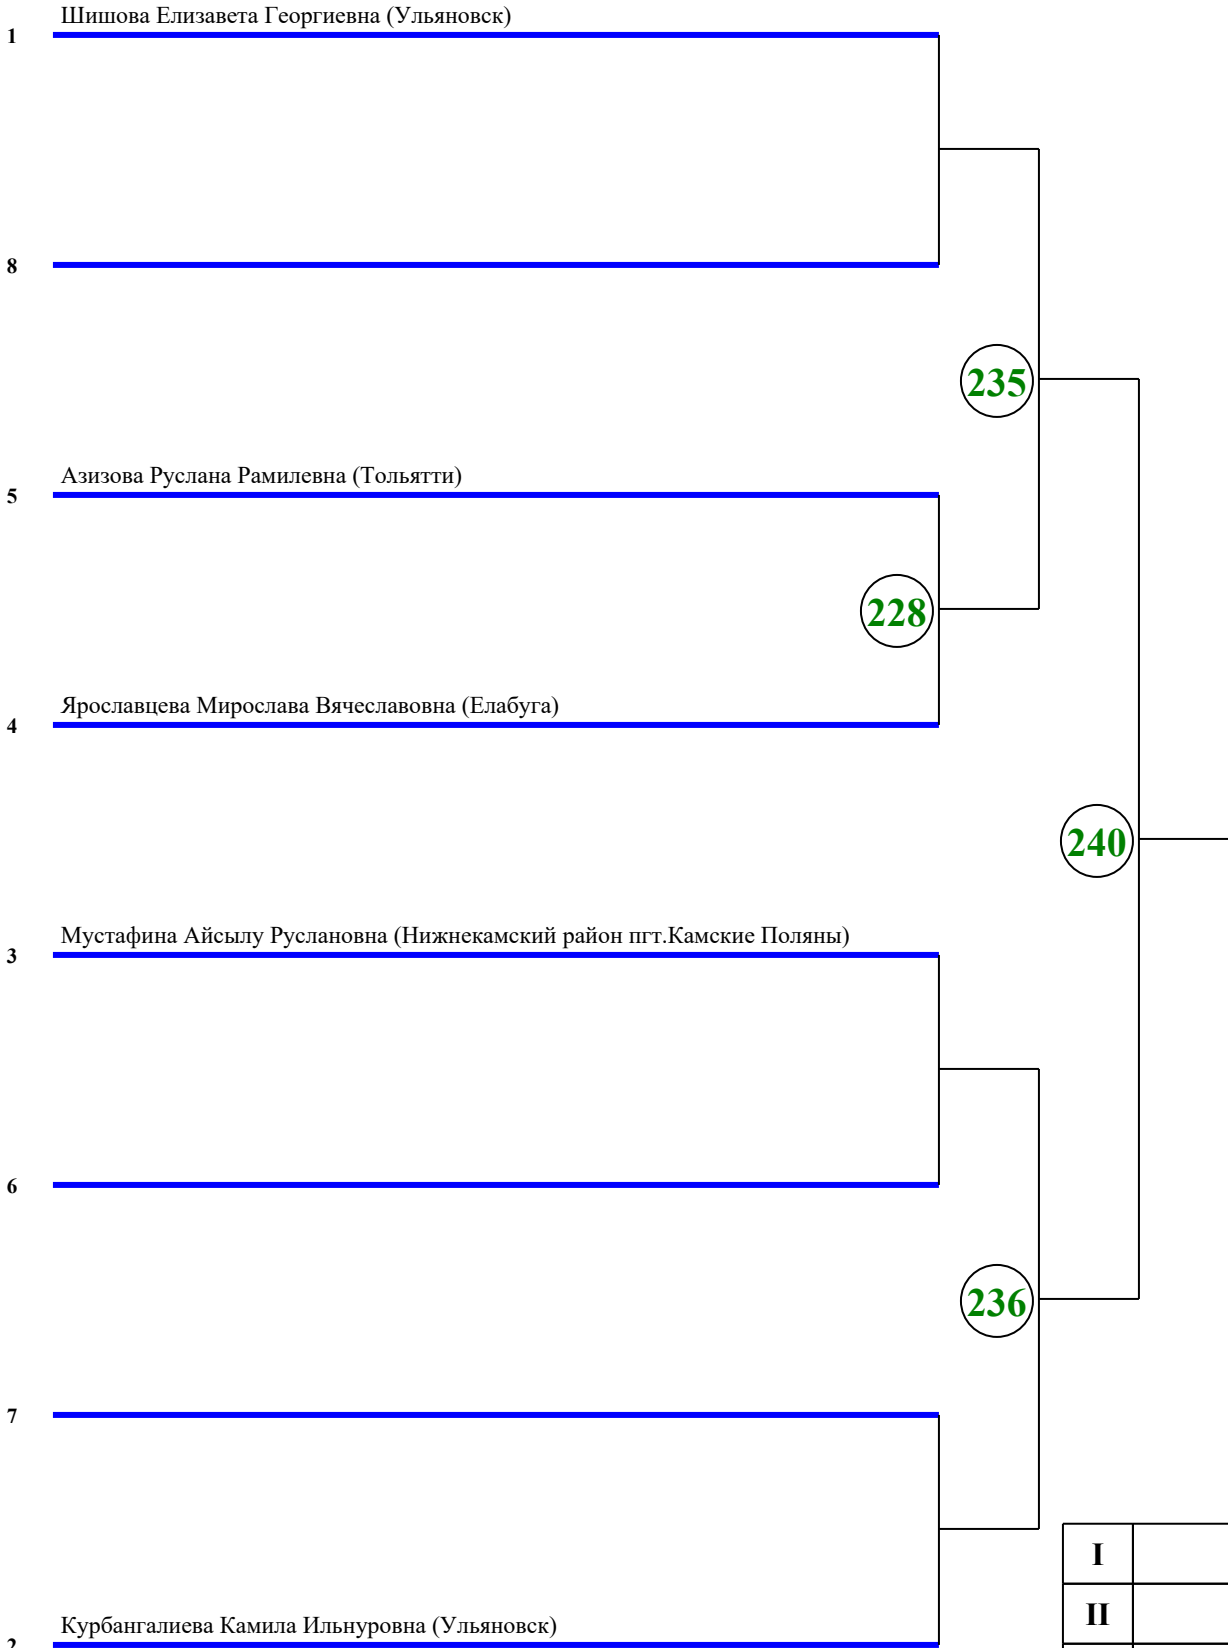 Шишова Елизавета Георгиевна (Ульяновск)
1
8
235
Азизова Руслана Рамилевна (Тольятти)
5
228
Ярославцева Мирослава Вячеславовна (Елабуга)
4
240
Мустафина Айсылу Руслановна (Нижнекамский район пгт.Камские Поляны)
3
6
236
7
I
II
Курбангалиева Камила Ильнуровна (Ульяновск)
2